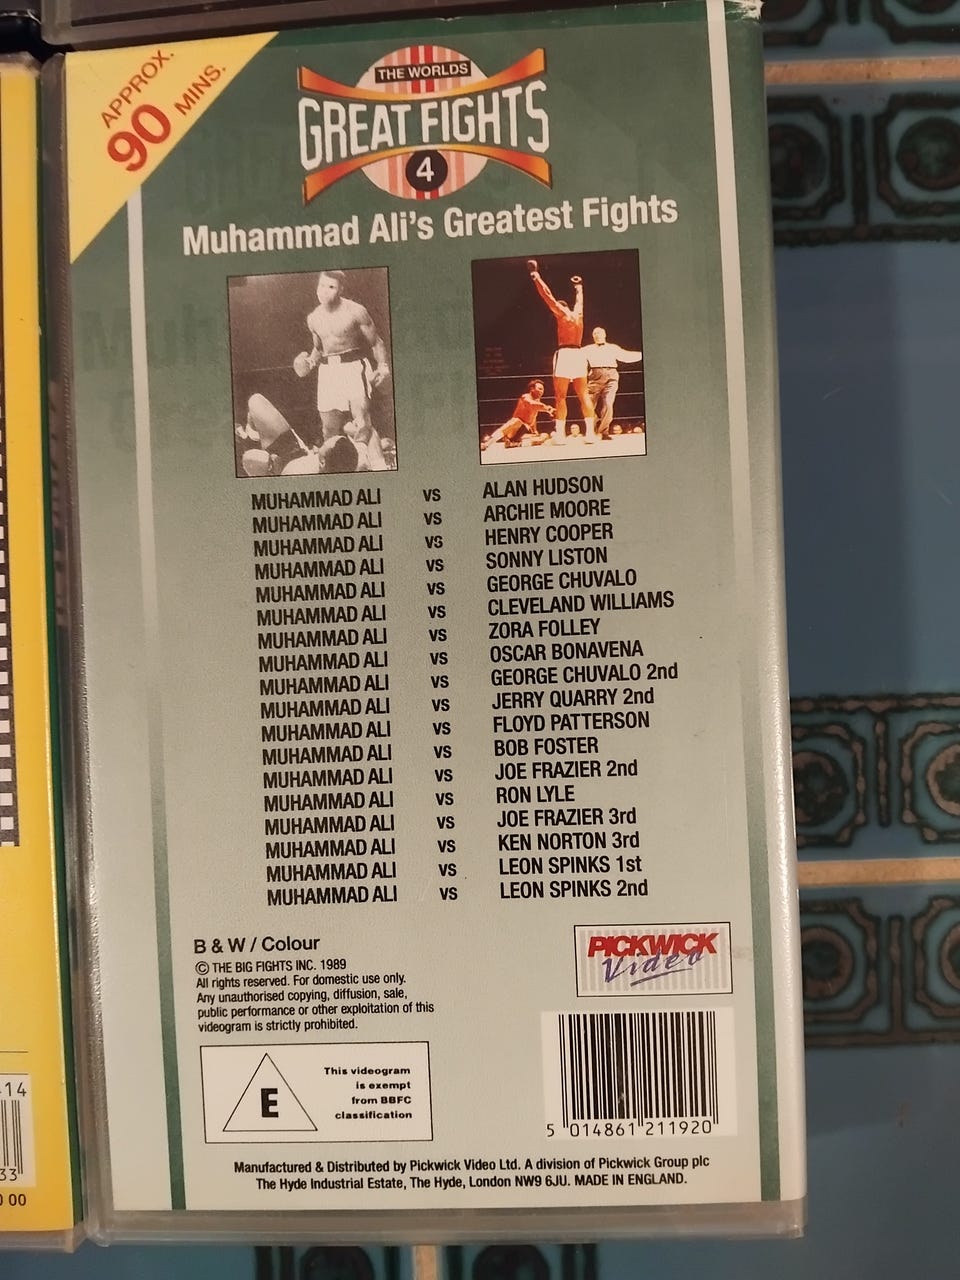 APPROX.
90 MINS.
THE WORLDS
GREAT FIGHTS
4
Muhammad Ali's Greatest Fights
MUHAMMAD ALI VS ALAN HUDSON
MUHAMMAD ALI VS ARCHIE MOORE
MUHAMMAD ALI VS HENRY COOPER
MUHAMMAD ALI VS SONNY LISTON
MUHAMMAD ALI VS GEORGE CHUVALO
MUHAMMAD ALI VS CLEVELAND WILLIAMS
MUHAMMAD ALI VS ZORA FOLLEY
MUHAMMAD ALI VS OSCAR BONAVENA
MUHAMMAD ALI VS GEORGE CHUVALO 2nd
MUHAMMAD ALI VS JERRY QUARRY 2nd
MUHAMMAD ALI VS FLOYD PATTERSON
MUHAMMAD ALI VS BOB FOSTER
MUHAMMAD ALI VS JOE FRAZIER 2nd
MUHAMMAD ALI VS RON LYLE
MUHAMMAD ALI VS JOE FRAZIER 3rd
MUHAMMAD ALI VS KEN NORTON 3rd
MUHAMMAD ALI VS LEON SPINKS 1st
MUHAMMAD ALI VS LEON SPINKS 2nd
B & W / Colour
© THE BIG FIGHTS INC. 1989
All rights reserved. For domestic use only.
Any unauthorised copying, diffusion, sale,
public performance or other exploitation of this
videogram is strictly prohibited.
PICKWICK
Video
E
This videogram
is exempt
from BBFC
classification
5 014861 211920
Manufactured & Distributed by Pickwick Video Ltd. A division of Pickwick Group plc
The Hyde Industrial Estate, The Hyde, London NW9 6JU. MADE IN ENGLAND.
14
33
00